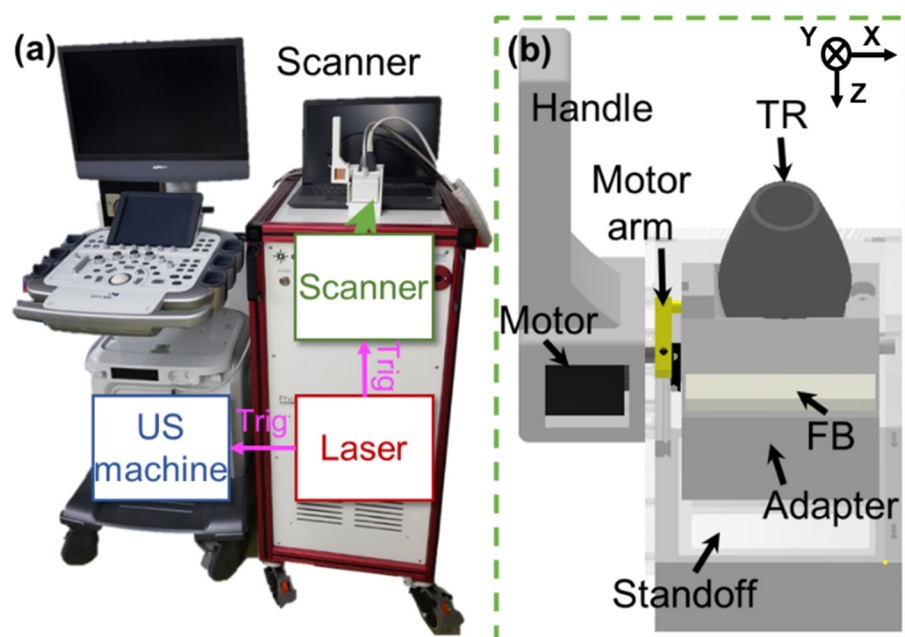 (a)
Scanner
Scanner
Trig
Trig
US
machine
Laser
(b)
Y
X
Z
Handle
TR
Motor
arm
Motor
FB
Adapter
Standoff